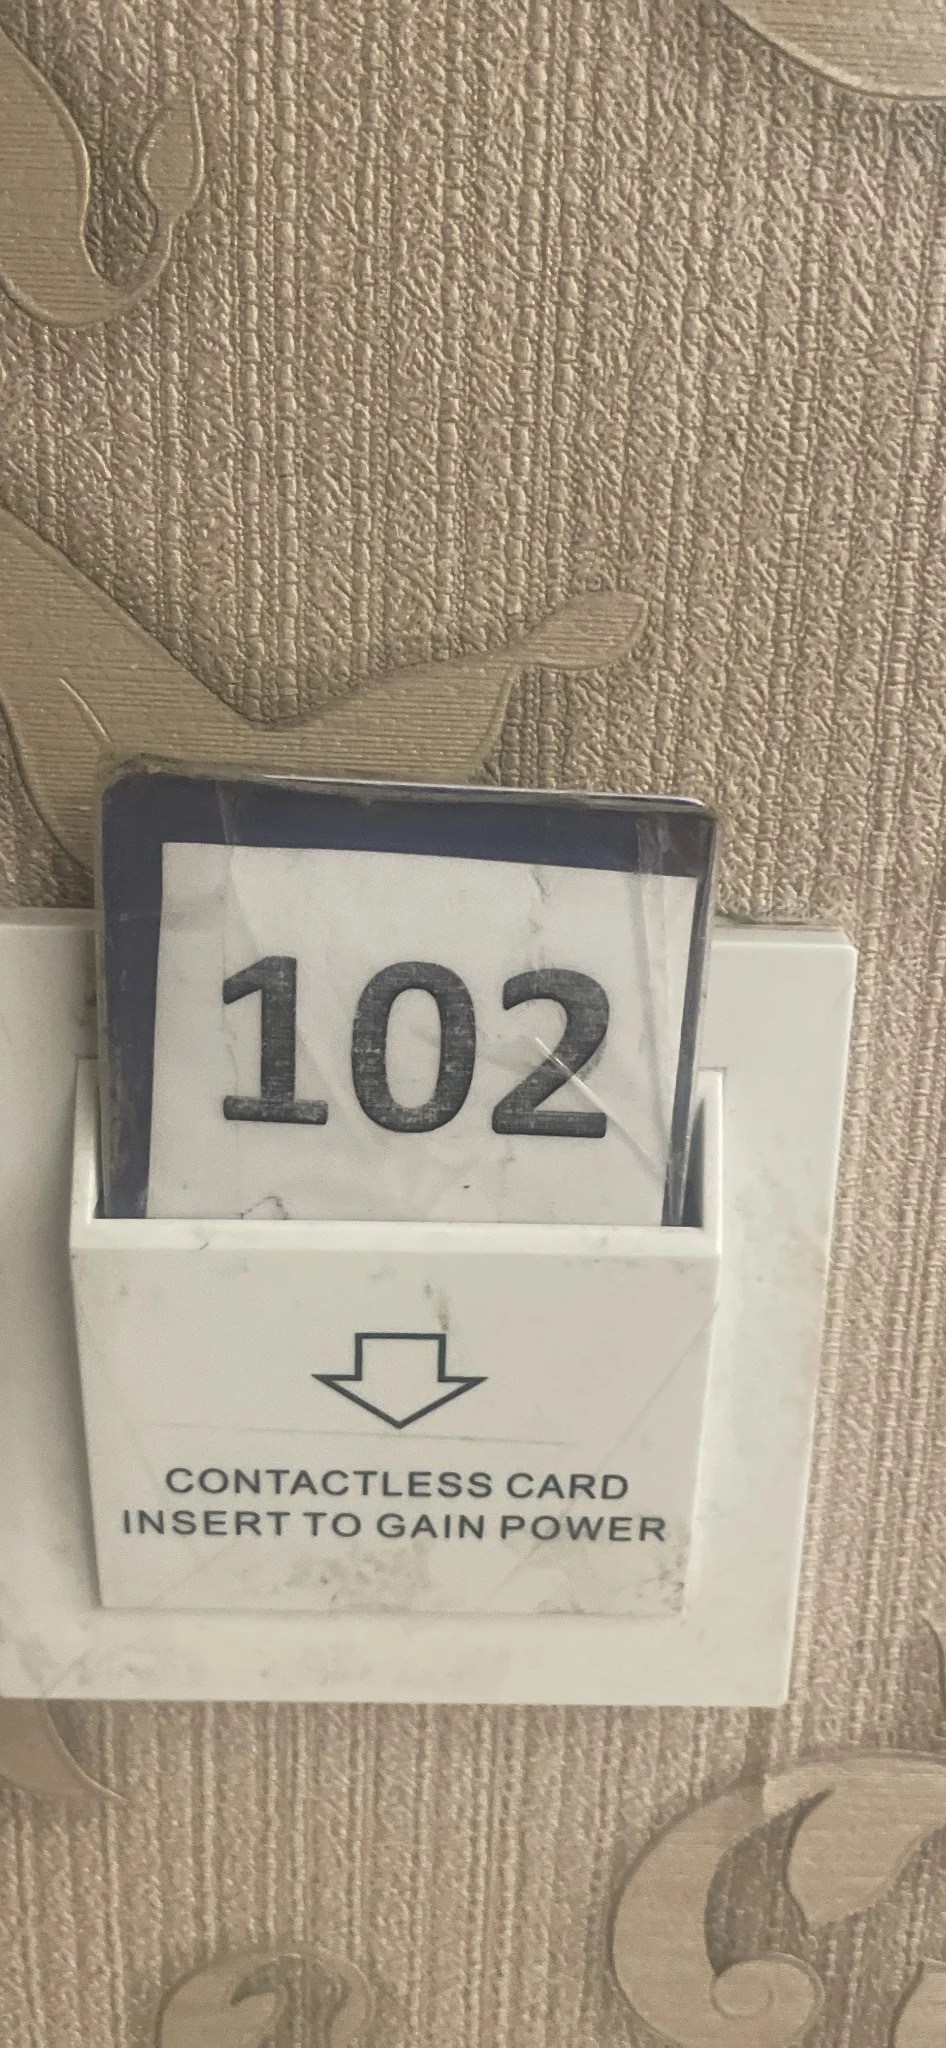 102
CONTACTLESS CARD
INSERT TO GAIN POWER